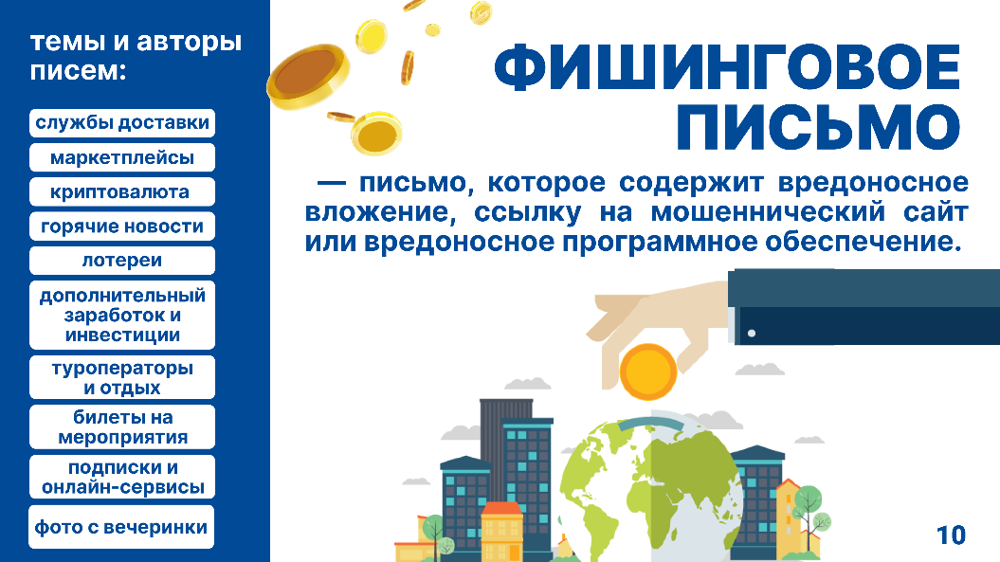 темы и авторы
писем:
службы доставки
маркетплейсы
криптовалюта
горячие новости
лотереи
дополнительный
заработок и
инвестиции
туроператоры
и отдых
билеты на
мероприятия
подписки и
онлайн-сервисы
фото с вечеринки
ФИШИНГОВОЕ
ПИСЬМО
— письмо, которое содержит вредоносное
вложение, ссылку на мошеннический сайт
или вредоносное программное обеспечение.
10